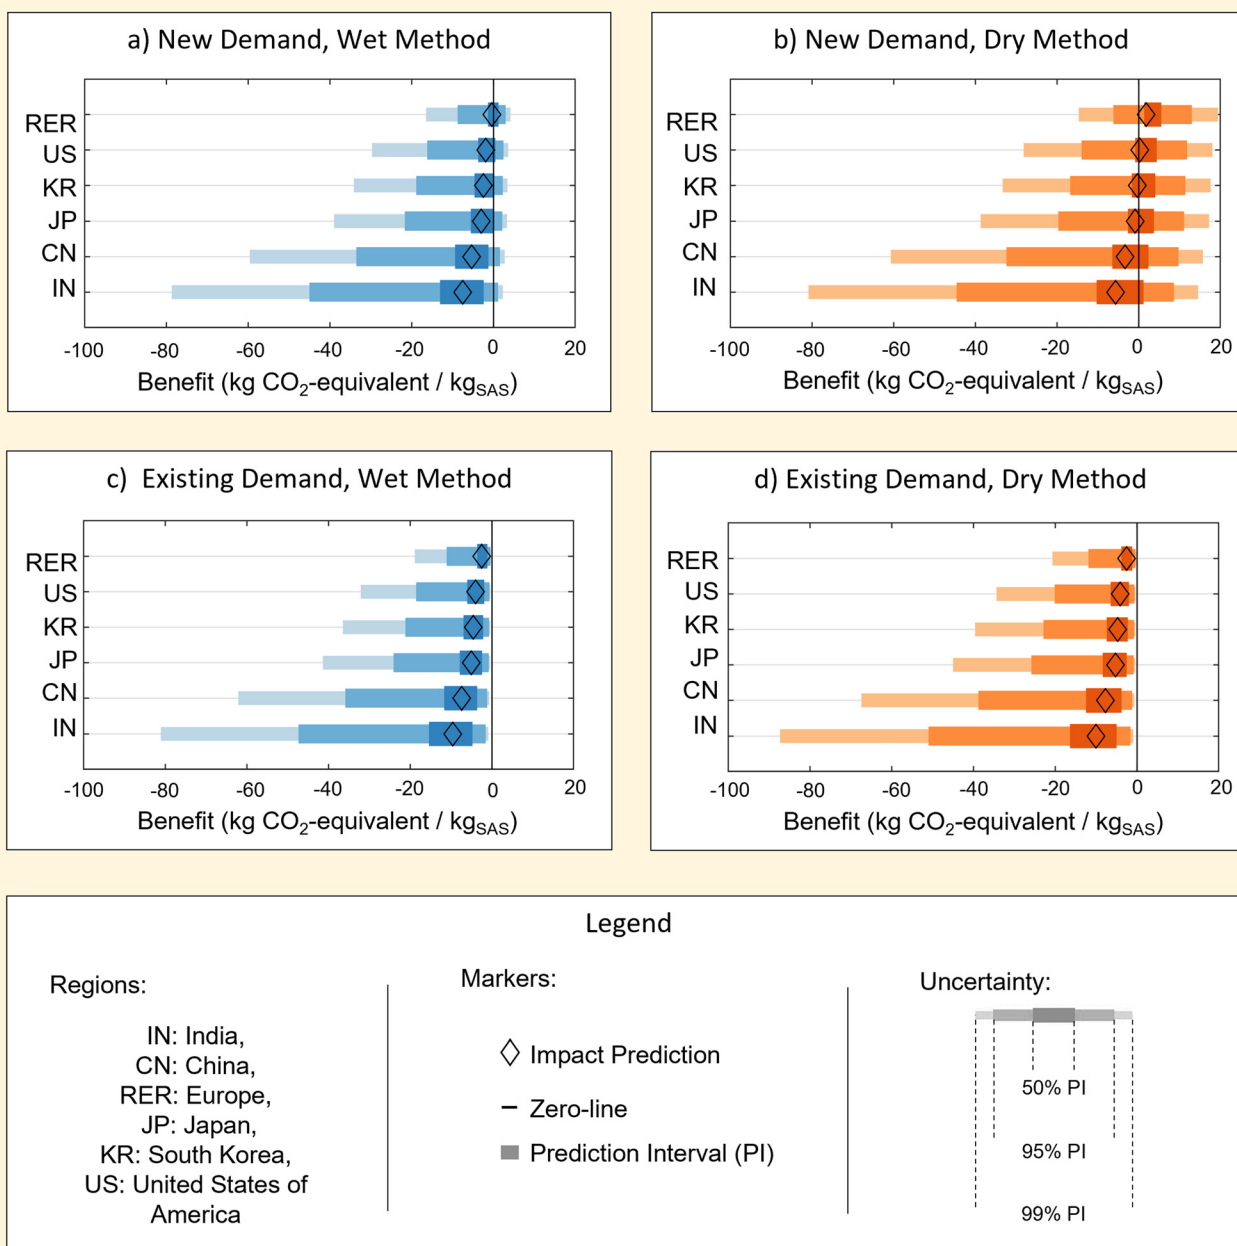 a) New Demand, Wet Method
RER
US
KR
JP
CN
IN
-100 -80 -60 -40 -20 0 20
Benefit (kg CO₂-equivalent / kg_SAS)
b) New Demand, Dry Method
RER
US
KR
JP
CN
IN
-100 -80 -60 -40 -20 0 20
Benefit (kg CO₂-equivalent / kg_SAS)
c) Existing Demand, Wet Method
RER
US
KR
JP
CN
IN
-100 -80 -60 -40 -20 0 20
Benefit (kg CO₂-equivalent / kg_SAS)
d) Existing Demand, Dry Method
RER
US
KR
JP
CN
IN
-100 -80 -60 -40 -20 0 20
Benefit (kg CO₂-equivalent / kg_SAS)
Legend
Regions:
IN: India,
CN: China,
RER: Europe,
JP: Japan,
KR: South Korea,
US: United States of
America
Markers:
Impact Prediction
Zero-line
Prediction Interval (PI)
Uncertainty:
50% PI
95% PI
99% PI